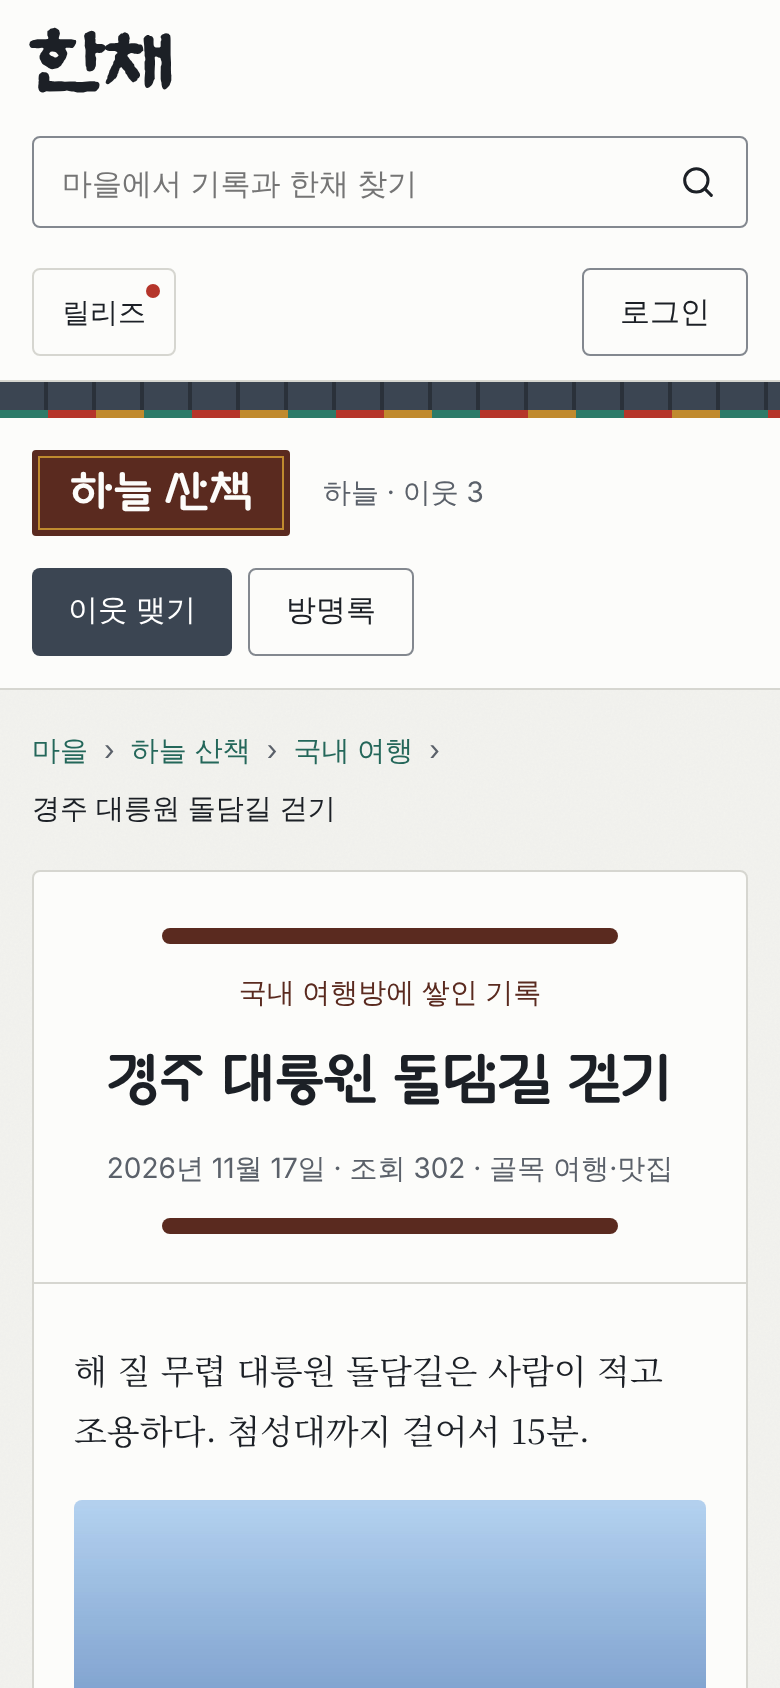 한채
마을에서 기록과 한채 찾기
릴리즈
로그인
하늘 산책
하늘 · 이웃 3
이웃 맺기
방명록
마을 › 하늘 산책 › 국내 여행 ›
경주 대릉원 돌담길 걷기
국내 여행방에 쌓인 기록
경주 대릉원 돌담길 걷기
2026년 11월 17일 · 조회 302 · 골목 여행·맛집
해 질 무렵 대릉원 돌담길은 사람이 적고
조용하다. 첨성대까지 걸어서 15분.